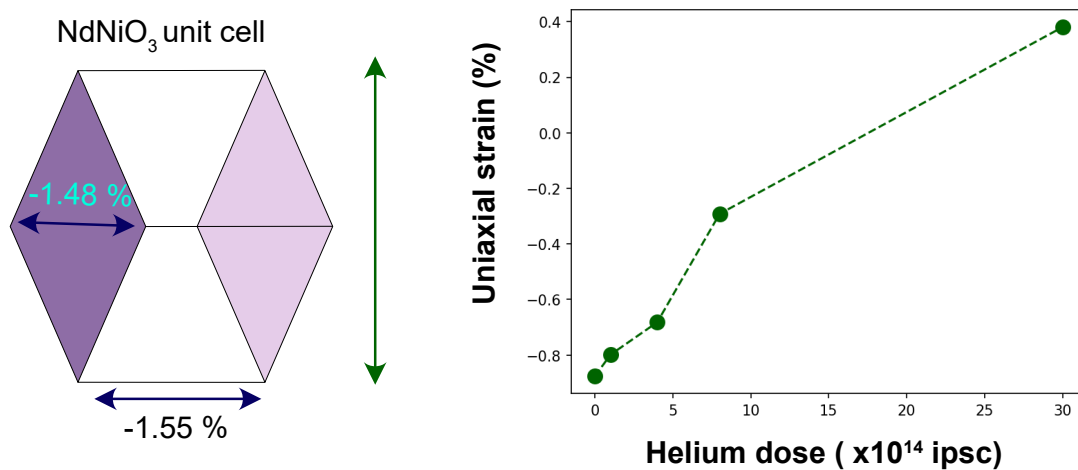 NdNiO₃ unit cell
-1.48 %
-1.55 %
Uniaxial strain (%)
0.4
0.2
0.0
−0.2
−0.4
−0.6
−0.8
0 5 10 15 20 25 30
Helium dose ( x10¹⁴ ipsc)